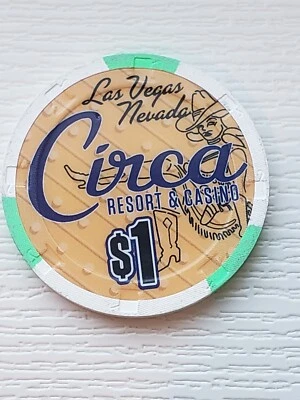 Las Vegas
Nevada
Circa
RESORT & CASINO
$1